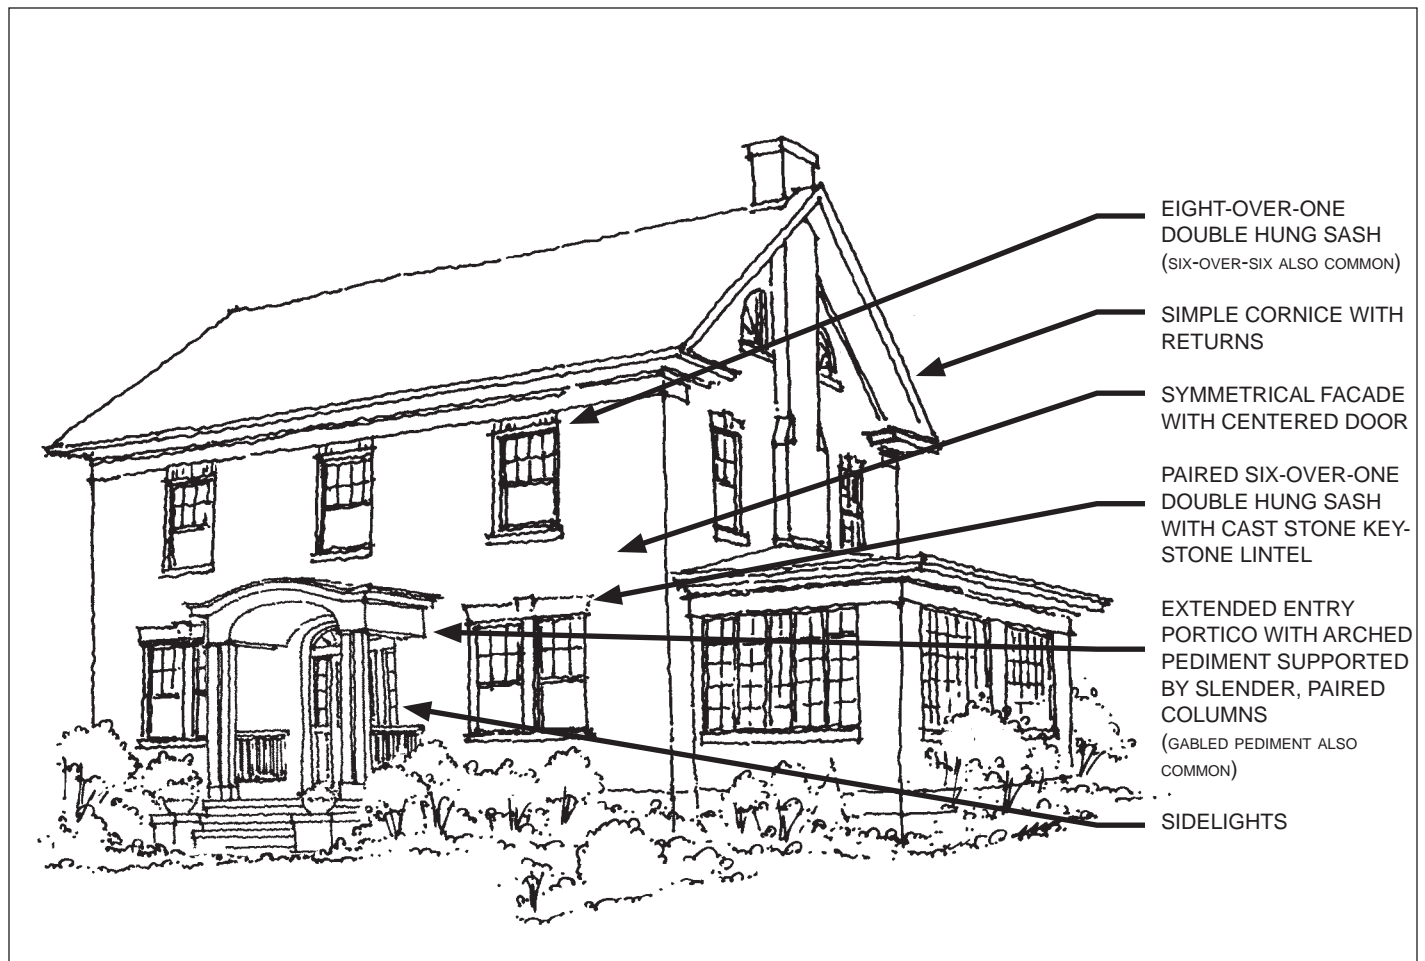 EIGHT-OVER-ONE
DOUBLE HUNG SASH
(SIX-OVER-SIX ALSO COMMON)
SIMPLE CORNICE WITH
RETURNS
SYMMETRICAL FACADE
WITH CENTERED DOOR
PAIRED SIX-OVER-ONE
DOUBLE HUNG SASH
WITH CAST STONE KEY-
STONE LINTEL
EXTENDED ENTRY
PORTICO WITH ARCHED
PEDIMENT SUPPORTED
BY SLENDER, PAIRED
COLUMNS
(GABLED PEDIMENT ALSO
COMMON)
SIDELIGHTS